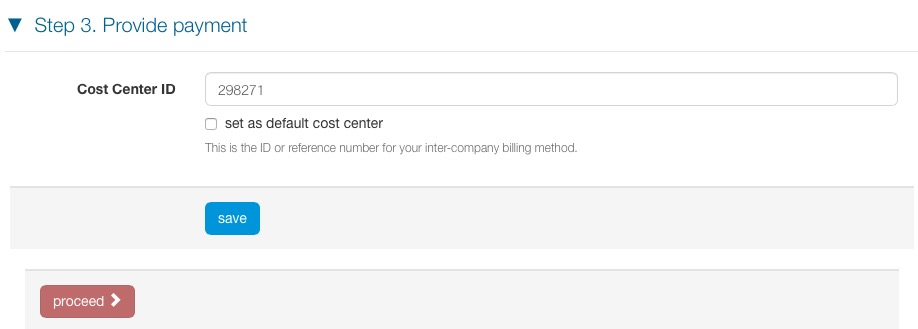 Step 3. Provide payment
Cost Center ID
298271
set as default cost center
This is the ID or reference number for your inter-company billing method.
save
proceed